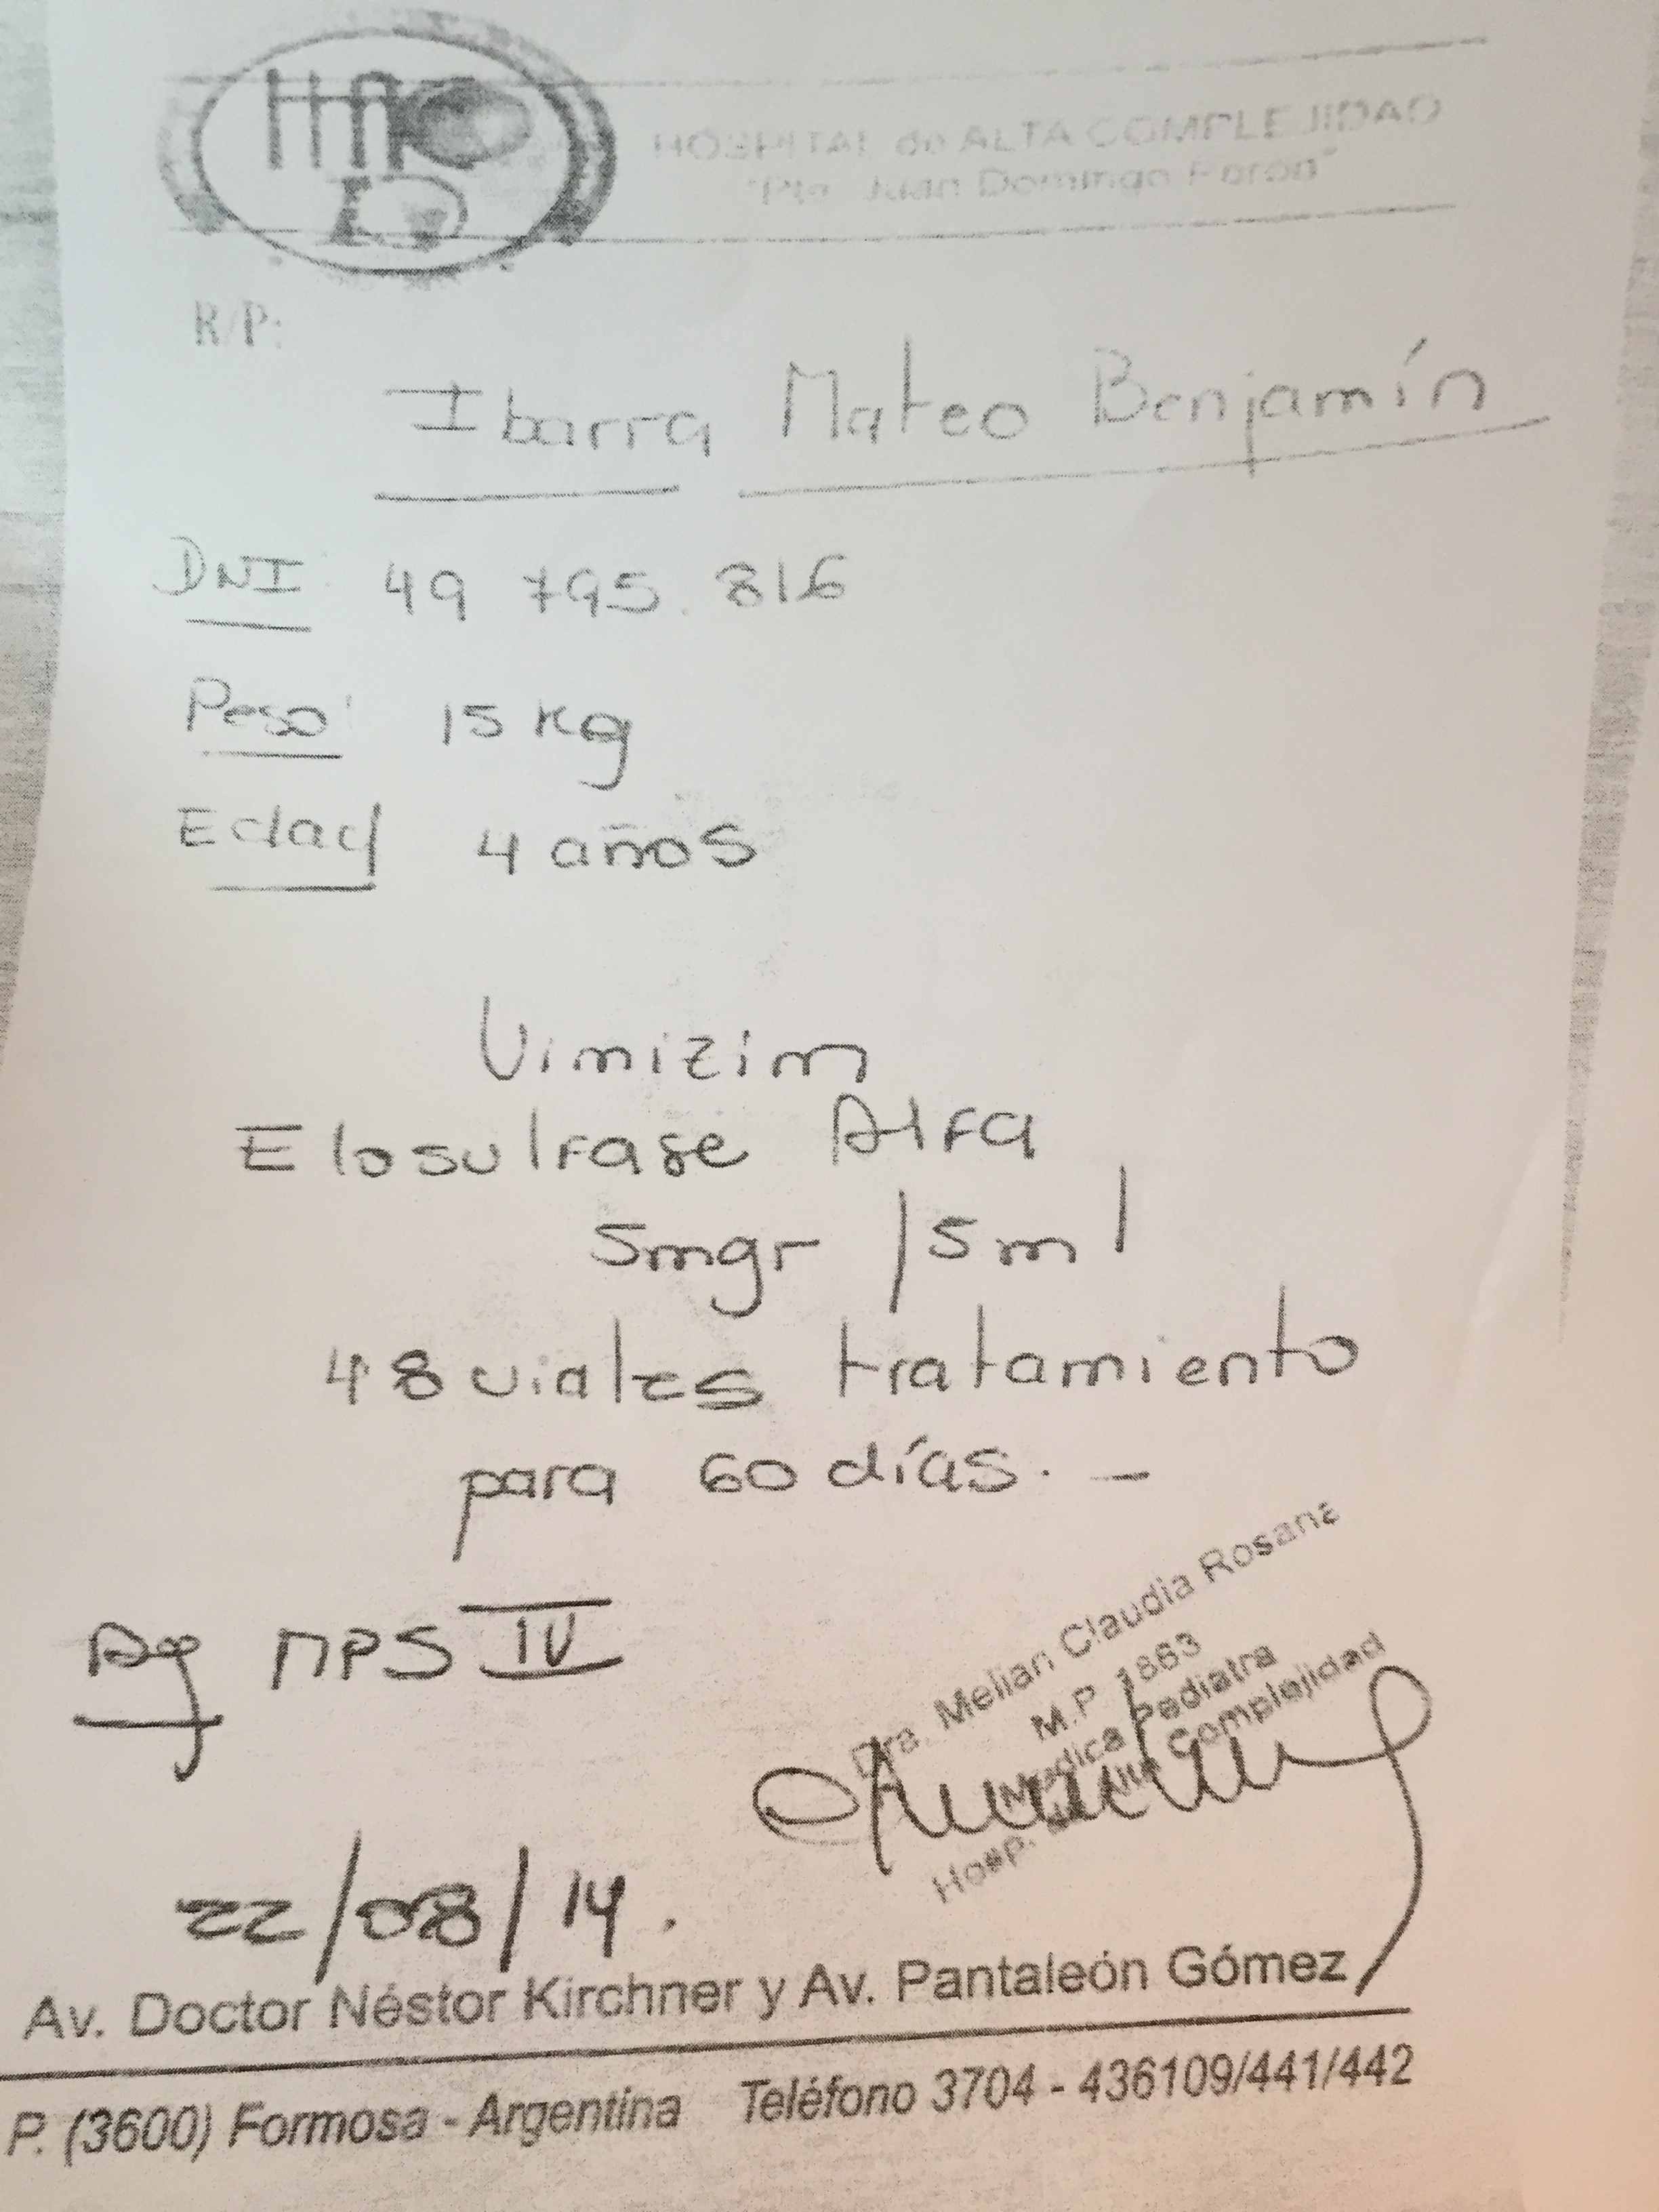 HOSPITAL de ALTA COMPLEJIDAD
"Pte. Juan Domingo Perón"
R/P:
Ibarra Mateo Benjamín
DNI: 49 795.816
Peso: 15 kg
Edad 4 años
Vimizim
Elosulfase Alfa
5mgr /5ml
48 viales tratamiento
para 60 días. -
Dg MPS IV
Dra. Melian Claudia Rosana
M.P. 1863
Medica Pediatra
Hosp. de Alta Complejidad
22/08/14.
Av. Doctor Néstor Kirchner y Av. Pantaleón Gómez
P. (3600) Formosa - Argentina Teléfono 3704 - 436109/441/442